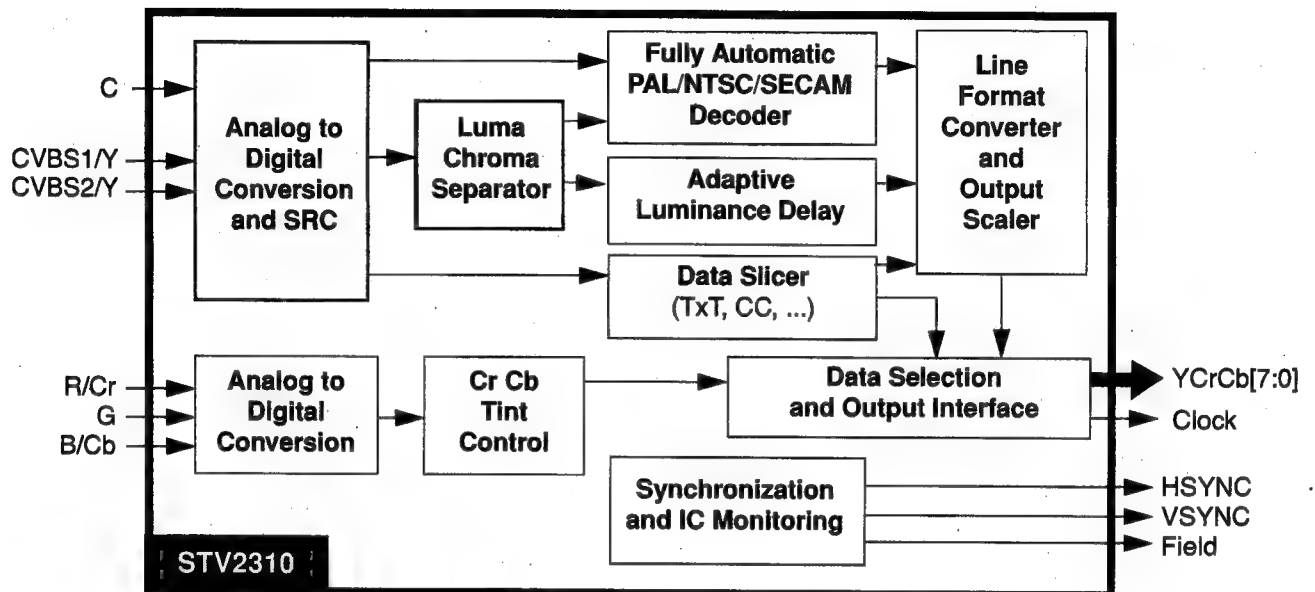 C
CVBS1/Y
CVBS2/Y
Analog to
Digital
Conversion
and SRC
Luma
Chroma
Separator
Fully Automatic
PAL/NTSC/SECAM
Decoder
Adaptive
Luminance Delay
Data Slicer
(TxT, CC, ...)
Line
Format
Converter
and
Output
Scaler
R/Cr
G
B/Cb
Analog to
Digital
Conversion
Cr Cb
Tint
Control
Data Selection
and Output Interface
YCrCb[7:0]
Clock
Synchronization
and IC Monitoring
HSYNC
VSYNC
Field
STV2310